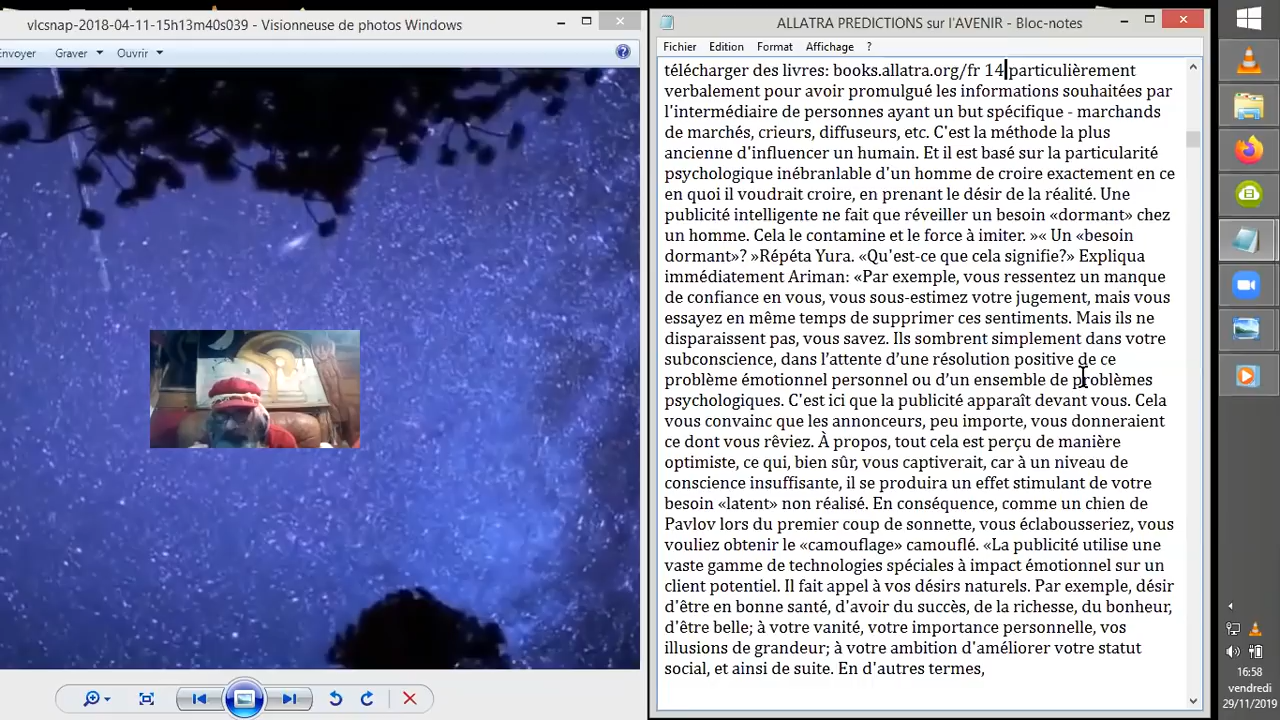 vlcsnap-2018-04-11-15h13m40s039 - Visionneuse de photos Windows
Envoyer Graver Ouvrir
ALLATRA PREDICTIONS sur l'AVENIR - Bloc-notes
Fichier Edition Format Affichage ?
télécharger des livres: books.allatra.org/fr 14 particulièrement
verbalement pour avoir promulgué les informations souhaitées par
l'intermédiaire de personnes ayant un but spécifique - marchands
de marchés, crieurs, diffuseurs, etc. C'est la méthode la plus
ancienne d'influencer un humain. Et il est basé sur la particularité
psychologique inébranlable d'un homme de croire exactement en ce
en quoi il voudrait croire, en prenant le désir de la réalité. Une
publicité intelligente ne fait que réveiller un besoin «dormant» chez
un homme. Cela le contamine et le force à imiter. »« Un «besoin
dormant»? »Répéta Yura. «Qu'est-ce que cela signifie?» Expliqua
immédiatement Ariman: «Par exemple, vous ressentez un manque
de confiance en vous, vous sous-estimez votre jugement, mais vous
essayez en même temps de supprimer ces sentiments. Mais ils ne
disparaissent pas, vous savez. Ils sombrent simplement dans votre
subconscience, dans l’attente d’une résolution positive de ce
problème émotionnel personnel ou d’un ensemble de problèmes
psychologiques. C'est ici que la publicité apparaît devant vous. Cela
vous convainc que les annonceurs, peu importe, vous donneraient
ce dont vous rêviez. À propos, tout cela est perçu de manière
optimiste, ce qui, bien sûr, vous captiverait, car à un niveau de
conscience insuffisante, il se produira un effet stimulant de votre
besoin «latent» non réalisé. En conséquence, comme un chien de
Pavlov lors du premier coup de sonnette, vous éclabousseriez, vous
vouliez obtenir le «camouflage» camouflé. «La publicité utilise une
vaste gamme de technologies spéciales à impact émotionnel sur un
client potentiel. Il fait appel à vos désirs naturels. Par exemple, désir
d'être en bonne santé, d'avoir du succès, de la richesse, du bonheur,
d'être belle; à votre vanité, votre importance personnelle, vos
illusions de grandeur; à votre ambition d'améliorer votre statut
social, et ainsi de suite. En d'autres termes,
16:58
vendredi
29/11/2019